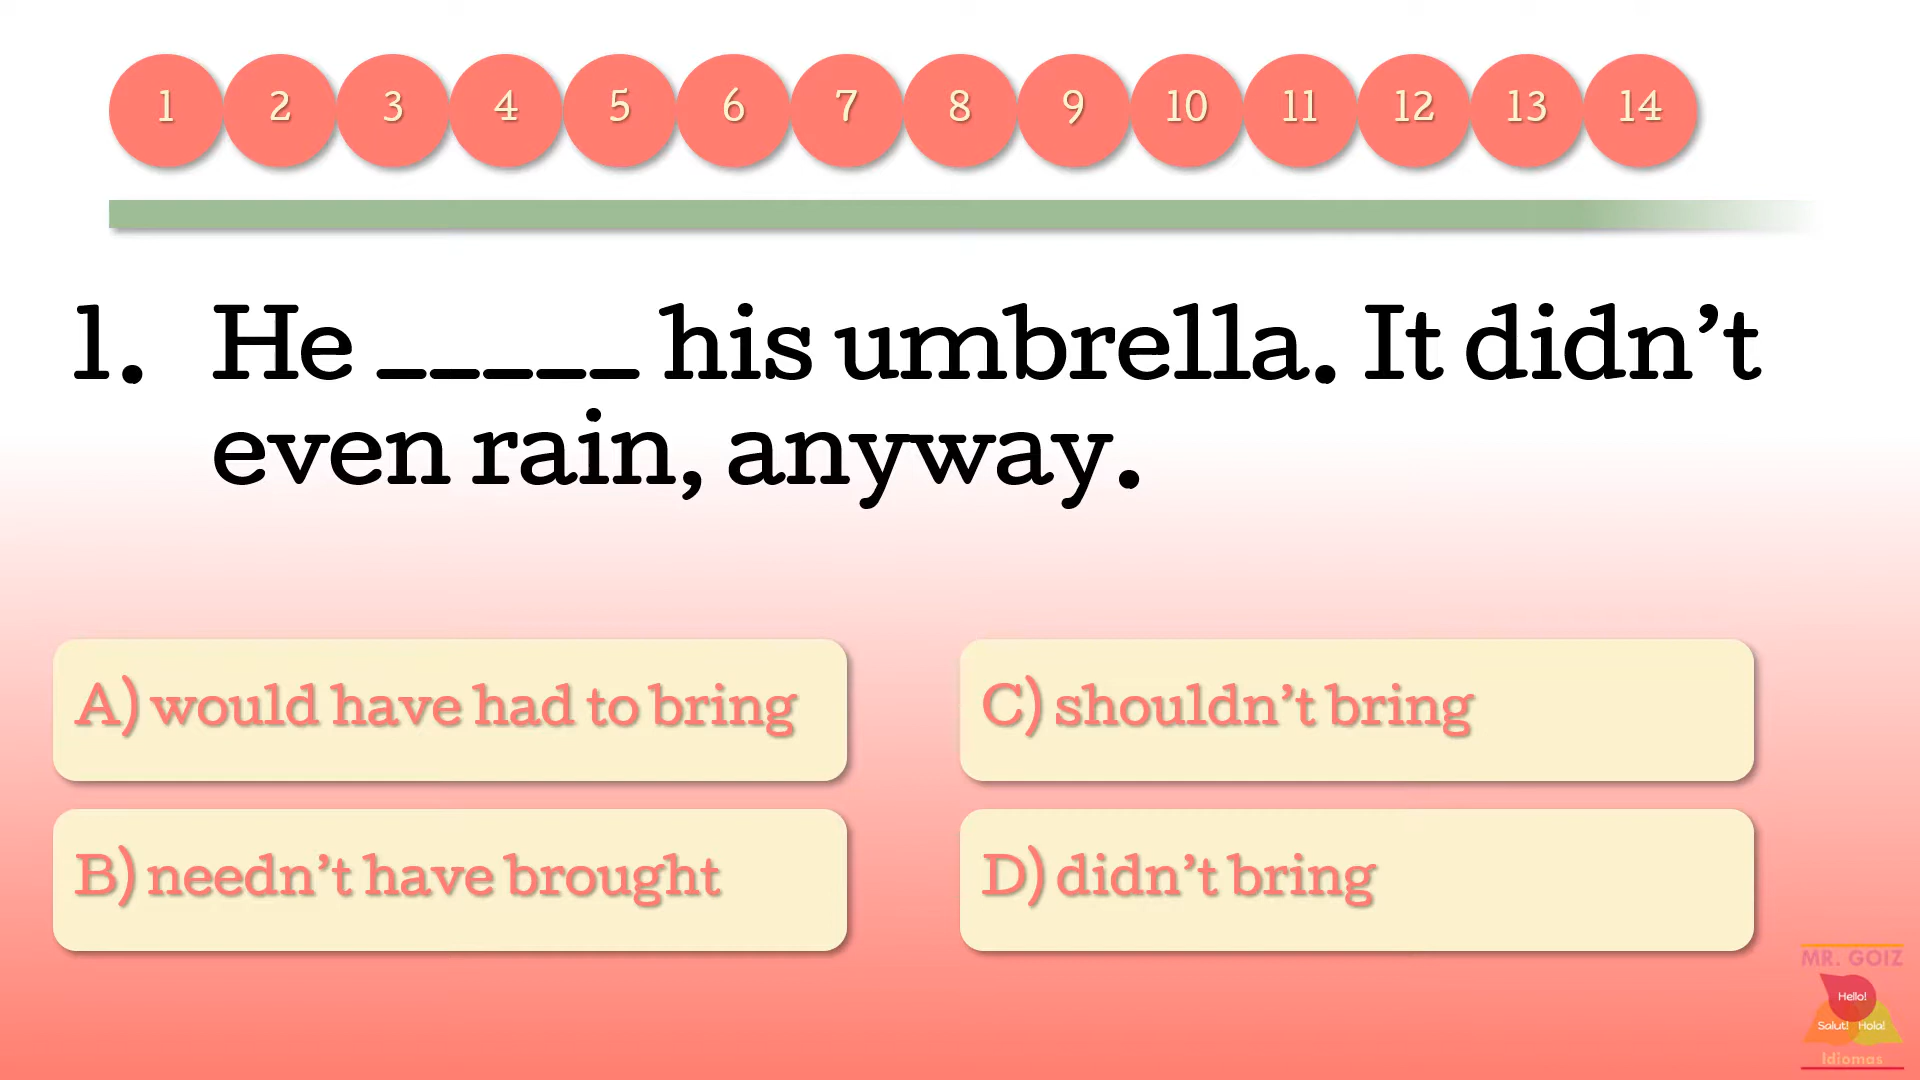 1 2 3 4 5 6 7 8 9 10 11 12 13 14
1. He _____ his umbrella. It didn’t
even rain, anyway.
A) would have had to bring
C) shouldn’t bring
B) needn’t have brought
D) didn’t bring
MR. GOIZ
Hello!
Salut! Hola!
Idiomas